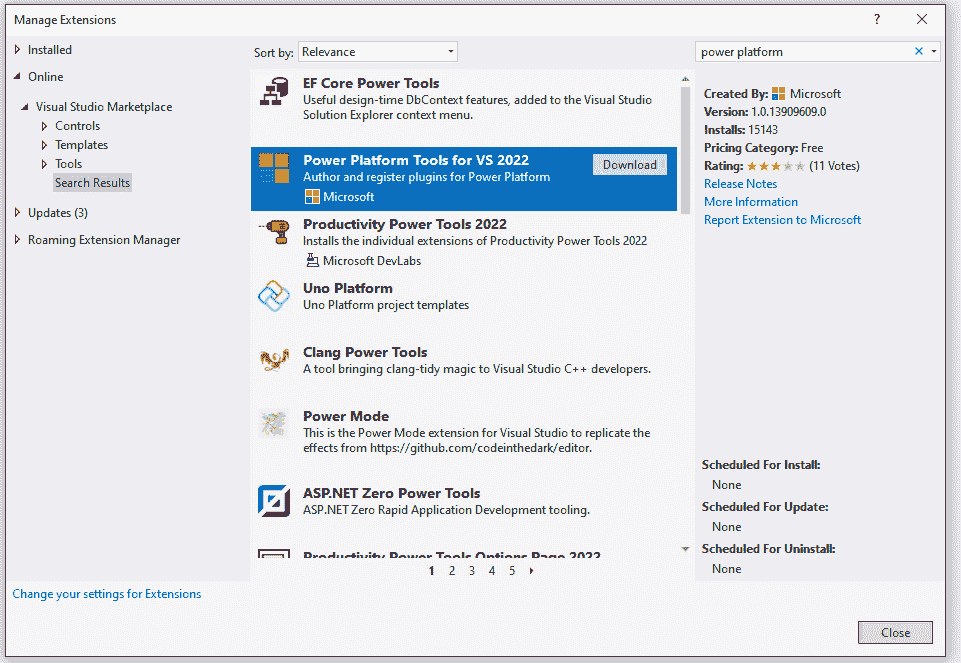 Manage Extensions
?
Installed
Online
Visual Studio Marketplace
Controls
Templates
Tools
Search Results
Updates (3)
Roaming Extension Manager
Change your settings for Extensions
Sort by: Relevance
EF Core Power Tools
Useful design-time DbContext features, added to the Visual Studio
Solution Explorer context menu.
Power Platform Tools for VS 2022
Download
Author and register plugins for Power Platform
Microsoft
Productivity Power Tools 2022
Installs the individual extensions of Productivity Power Tools 2022
Microsoft DevLabs
Uno Platform
Uno Platform project templates
Clang Power Tools
A tool bringing clang-tidy magic to Visual Studio C++ developers.
Power Mode
This is the Power Mode extension for Visual Studio to replicate the
effects from https://github.com/codeinthedark/editor.
ASP.NET Zero Power Tools
ASP.NET Zero Rapid Application Development tooling.
Productivity Power Tools Options Page 2022
1 2 3 4 5
power platform
Created By: Microsoft
Version: 1.0.13909609.0
Installs: 15143
Pricing Category: Free
Rating: (11 Votes)
Release Notes
More Information
Report Extension to Microsoft
Scheduled For Install:
None
Scheduled For Update:
None
Scheduled For Uninstall:
None
Close